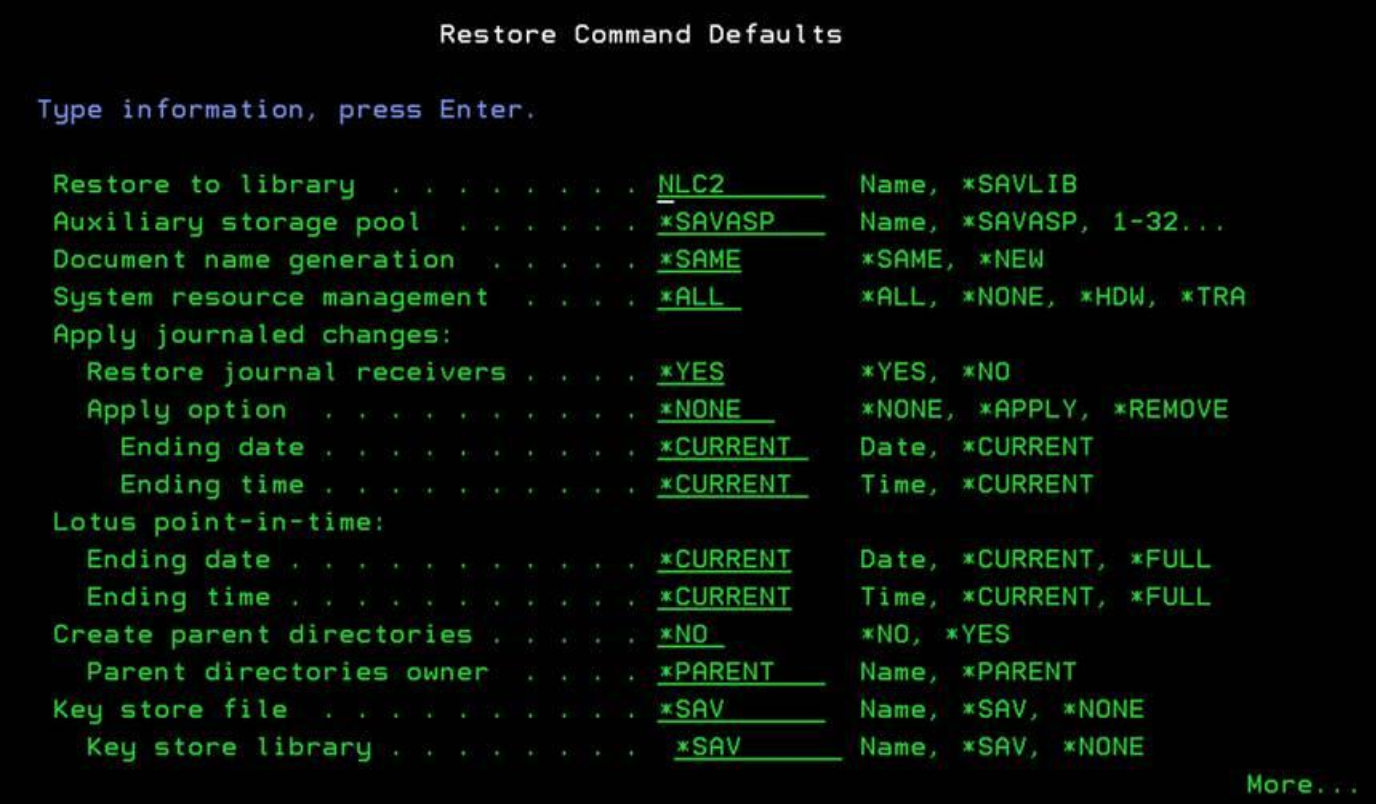 Restore Command Defaults
Type information, press Enter.
Restore to library . . . . . . . . NLC2 Name, *SAVLIB
Auxiliary storage pool . . . . . . *SAVASP Name, *SAVASP, 1-32...
Document name generation . . . . . *SAME *SAME, *NEW
System resource management . . . . *ALL *ALL, *NONE, *HDW, *TRA
Apply journaled changes:
Restore journal receivers . . . . *YES *YES, *NO
Apply option . . . . . . . . . . *NONE *NONE, *APPLY, *REMOVE
Ending date . . . . . . . . . . *CURRENT Date, *CURRENT
Ending time . . . . . . . . . . *CURRENT Time, *CURRENT
Lotus point-in-time:
Ending date . . . . . . . . . . . *CURRENT Date, *CURRENT, *FULL
Ending time . . . . . . . . . . . *CURRENT Time, *CURRENT, *FULL
Create parent directories . . . . . *NO *NO, *YES
Parent directories owner . . . . *PARENT Name, *PARENT
Key store file . . . . . . . . . . *SAV Name, *SAV, *NONE
Key store library . . . . . . . . *SAV Name, *SAV, *NONE
More...